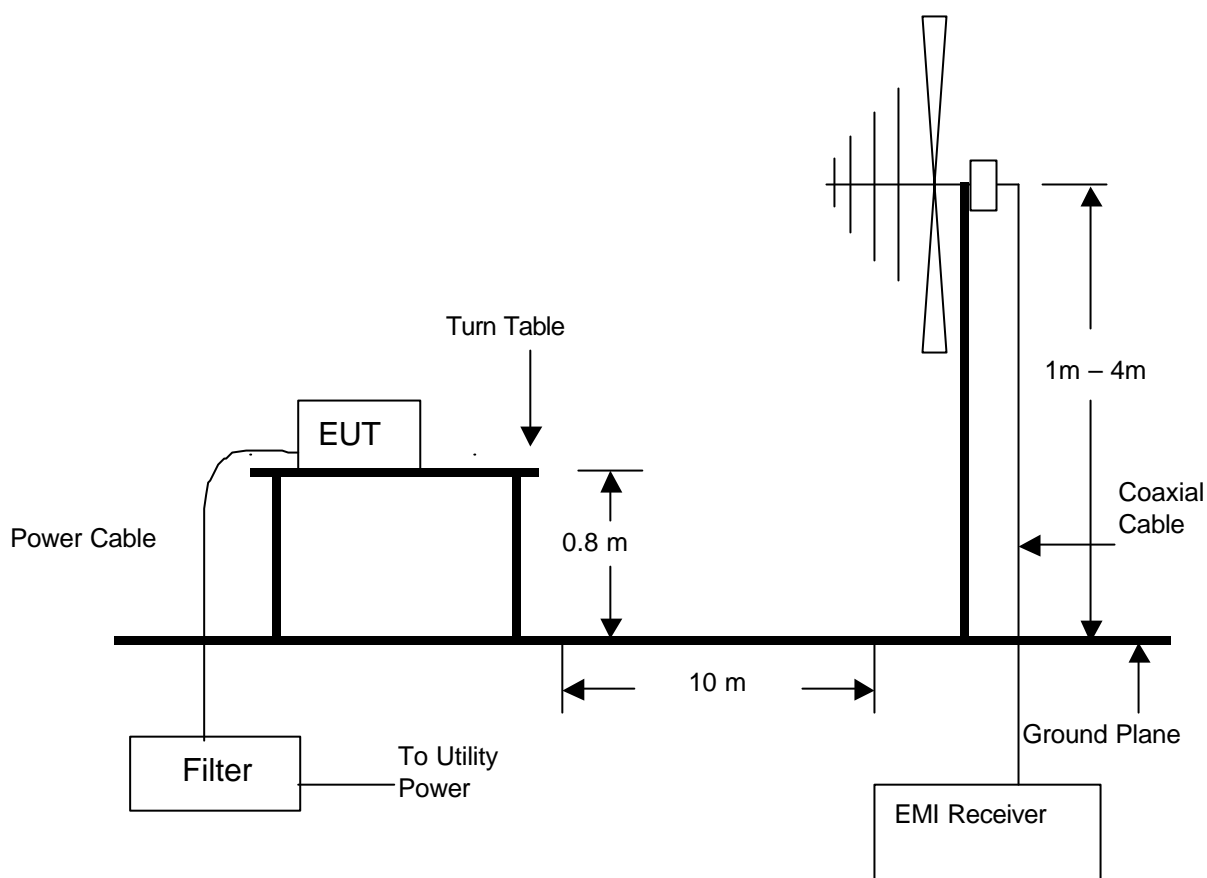 Turn Table
1m – 4m
EUT
Coaxial
Cable
Power Cable
0.8 m
10 m
Ground Plane
To Utility
Power
Filter
EMI Receiver